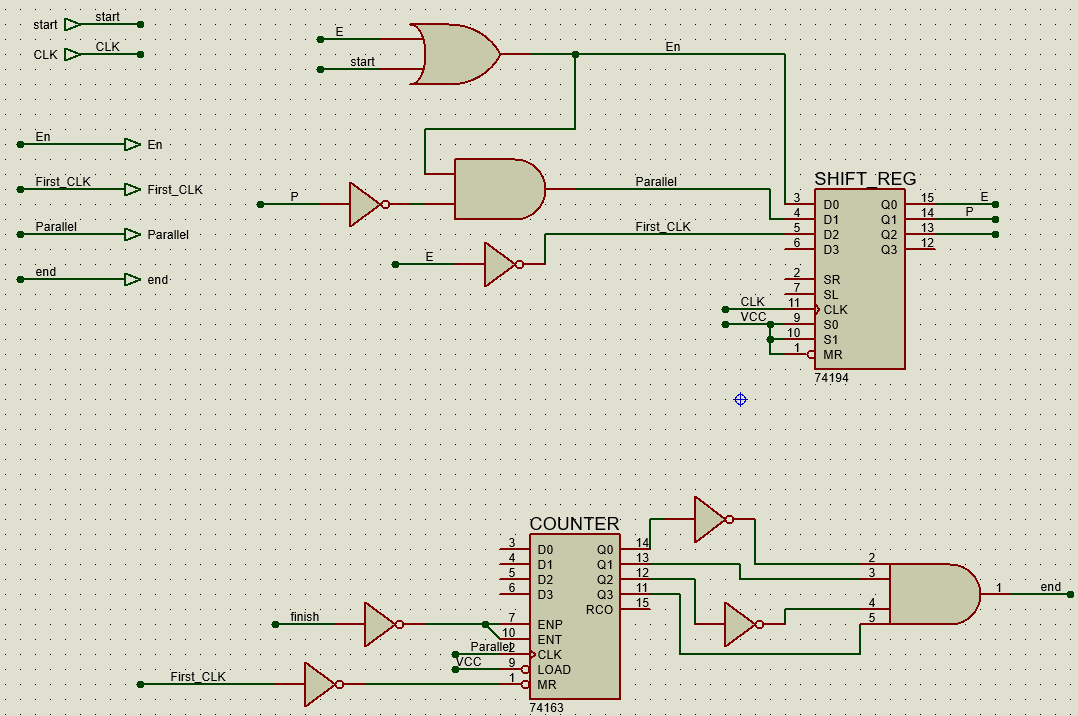 start start
CLK CLK
En En
First_CLK First_CLK
Parallel Parallel
end end
E
start
En
P
Parallel
E
First_CLK
SHIFT_REG
3 D0 Q0 15 E
4 D1 Q1 14 P
5 D2 Q2 13
6 D3 Q3 12
2 SR
7 SL
CLK 11 CLK
VCC 9 S0
10 S1
1 MR
74194
COUNTER
3 D0 Q0 14
4 D1 Q1 13
5 D2 Q2 12
6 D3 Q3 11
RCO 15
finish 7 ENP
10 ENT
Parallel 2 CLK
VCC 9 LOAD
First_CLK 1 MR
74163
2
3
4
5
1 end